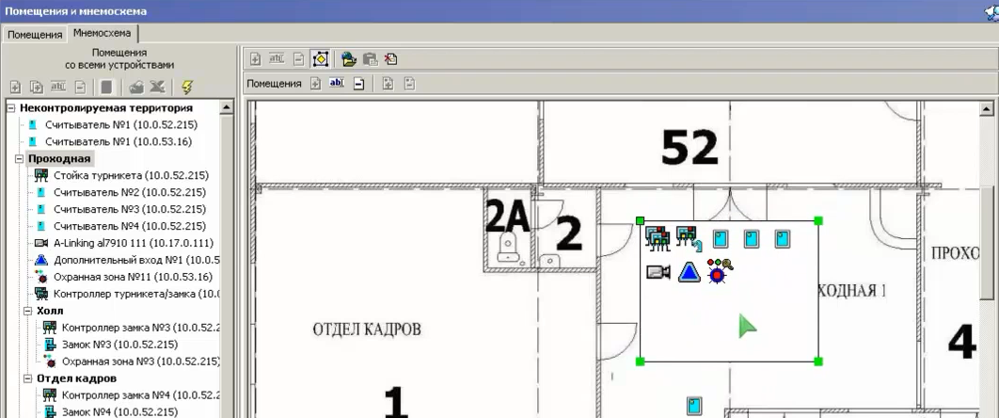 Помещения и мнемосхема
Помещения
Мнемосхема
Помещения
со всеми устройствами
Неконтролируемая территория
Считыватель №1 (10.0.52.215)
Считыватель №1 (10.0.53.16)
Проходная
Стойка турникета (10.0.52.215)
Считыватель №2 (10.0.52.215)
Считыватель №3 (10.0.52.215)
Считыватель №4 (10.0.52.215)
A-Linking al7910 111 (10.17.0.111)
Дополнительный вход №1 (10.0.5
Охранная зона №11 (10.0.53.16)
Контроллер турникета/замка (10.0
Холл
Контроллер замка №3 (10.0.52.2
Замок №3 (10.0.52.215)
Охранная зона №3 (10.0.52.215)
Отдел кадров
Контроллер замка №4 (10.0.52.2
Замок №4 (10.0.52.215)
Помещения
52
2А
2
ПРОХО
ХОДНАЯ 1
ОТДЕЛ КАДРОВ
4
1